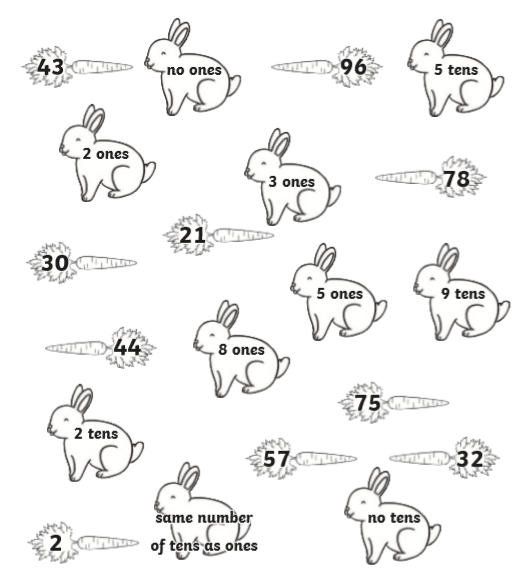 43
no ones
96
5 tens
2 ones
3 ones
78
21
30
5 ones
9 tens
44
8 ones
75
2 tens
57
32
same number
of tens as ones
no tens
2